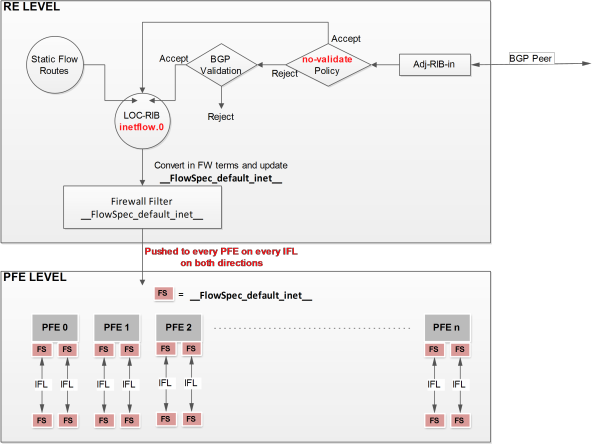 RE LEVEL
Accept
Static Flow
Routes
Accept
BGP
Validation
no-validate
Policy
Reject
Adj-RIB-in
BGP Peer
LOC-RIB
inetflow.0
Reject
Convert in FW terms and update
__FlowSpec_default_inet__
Firewall Filter
__FlowSpec_default_inet__
Pushed to every PFE on every IFL
on both directions
PFE LEVEL
FS = __FlowSpec_default_inet__
PFE 0 PFE 1 PFE 2 PFE n
FS FS FS FS FS FS FS FS
IFL IFL IFL IFL IFL IFL IFL IFL
FS FS FS FS FS FS FS FS